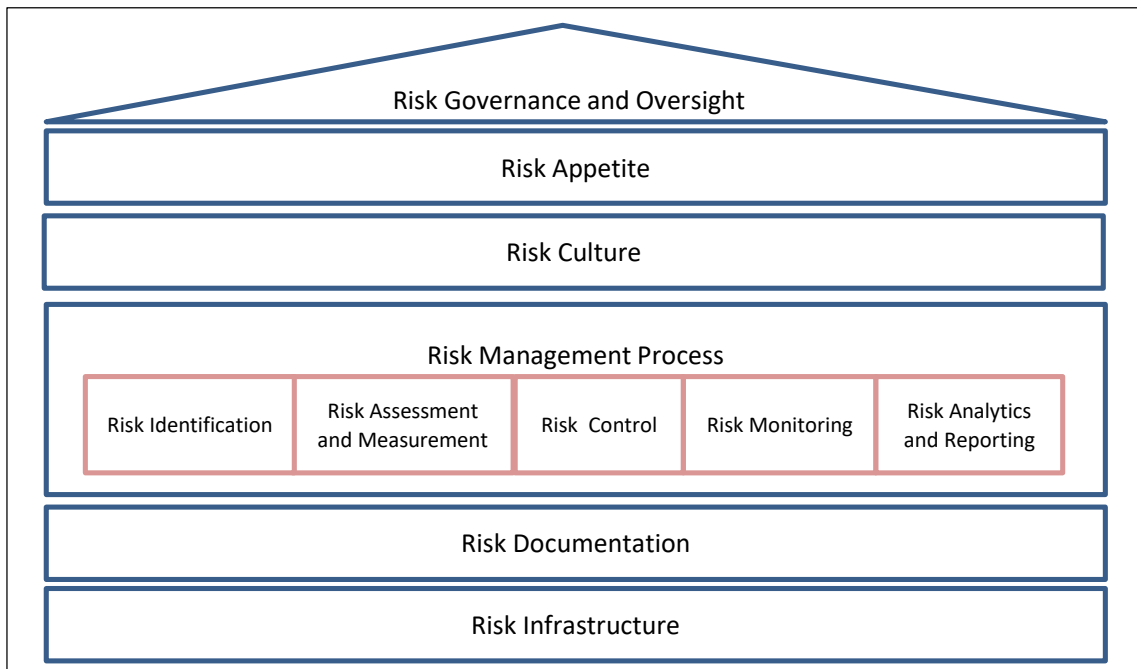 Risk Governance and Oversight
Risk Appetite
Risk Culture
Risk Management Process
Risk Identification
Risk Assessment
and Measurement
Risk Control
Risk Monitoring
Risk Analytics
and Reporting
Risk Documentation
Risk Infrastructure